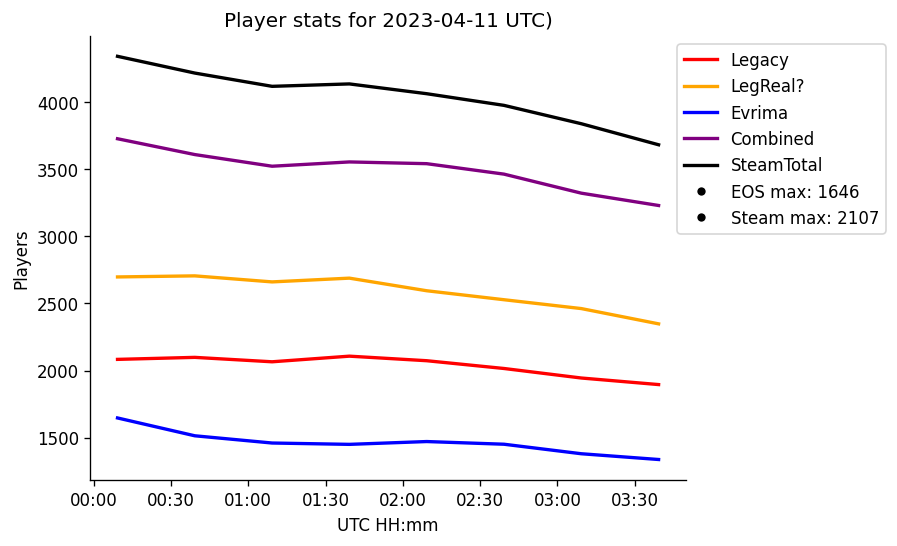 Player stats for 2023-04-11 UTC)
Legacy
LegReal?
Evrima
Combined
SteamTotal
EOS max: 1646
Steam max: 2107
Players
4000
3500
3000
2500
2000
1500
00:00 00:30 01:00 01:30 02:00 02:30 03:00 03:30
UTC HH:mm